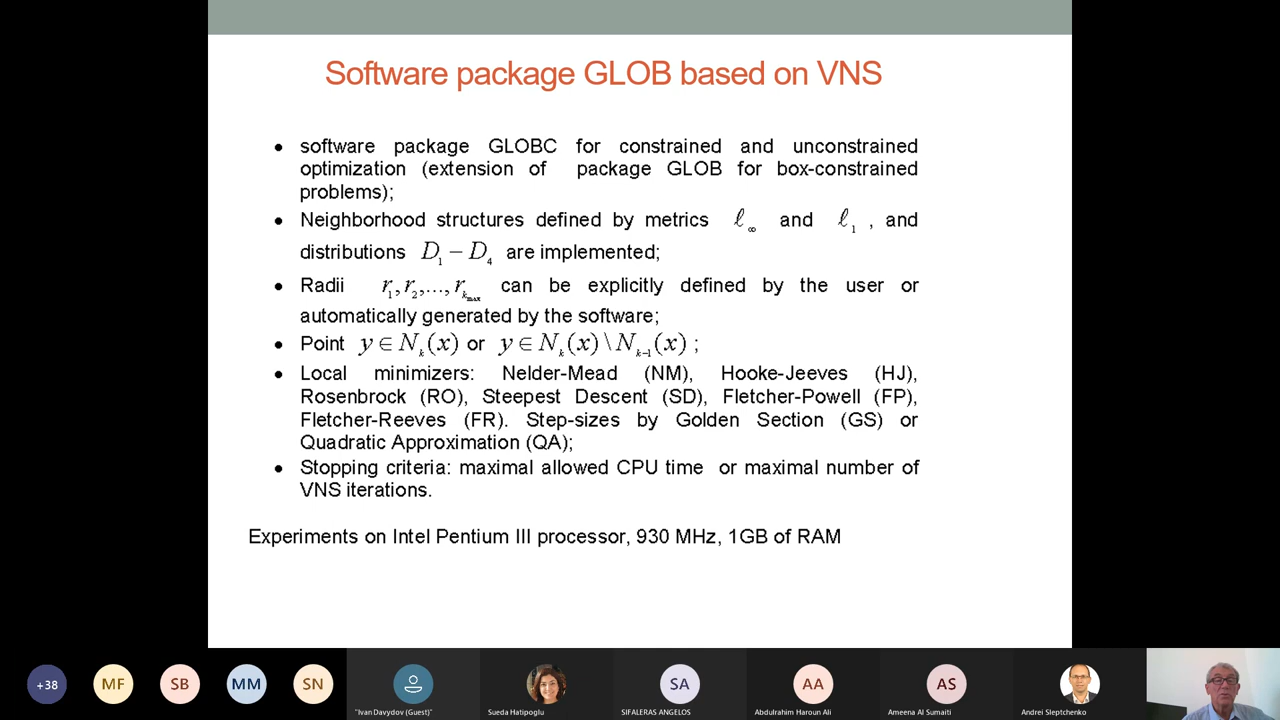 Software package GLOB based on VNS
• software package GLOBC for constrained and unconstrained
optimization (extension of package GLOB for box-constrained
problems);
• Neighborhood structures defined by metrics ℓ∞ and ℓ1 , and
distributions D1 − D4 are implemented;
• Radii r1, r2,..., rkmax can be explicitly defined by the user or
automatically generated by the software;
• Point y ∈ Nk(x) or y ∈ Nk(x) \ Nk−1(x) ;
• Local minimizers: Nelder-Mead (NM), Hooke-Jeeves (HJ),
Rosenbrock (RO), Steepest Descent (SD), Fletcher-Powell (FP),
Fletcher-Reeves (FR). Step-sizes by Golden Section (GS) or
Quadratic Approximation (QA);
• Stopping criteria: maximal allowed CPU time or maximal number of
VNS iterations.
Experiments on Intel Pentium III processor, 930 MHz, 1GB of RAM
+38 MF SB MM SN SA AA AS
"Ivan Davydov (Guest)" Sueda Hatipoglu SIFALERAS ANGELOS Abdulrahim Haroun Ali Ameena Al Sumaiti Andrei Sleptchenko